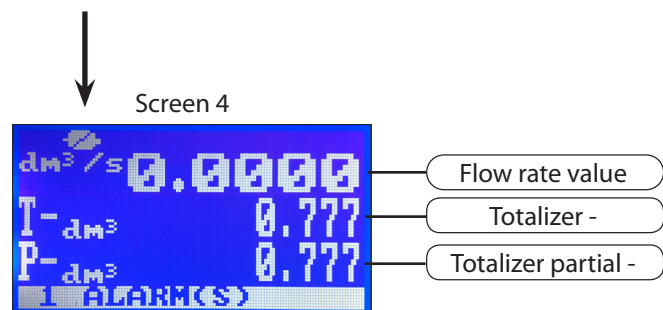 Screen 4
dm³/s 0.0000
Flow rate value
T- dm³ 0.777
Totalizer -
P- dm³ 0.777
Totalizer partial -
1 ALARM(S)